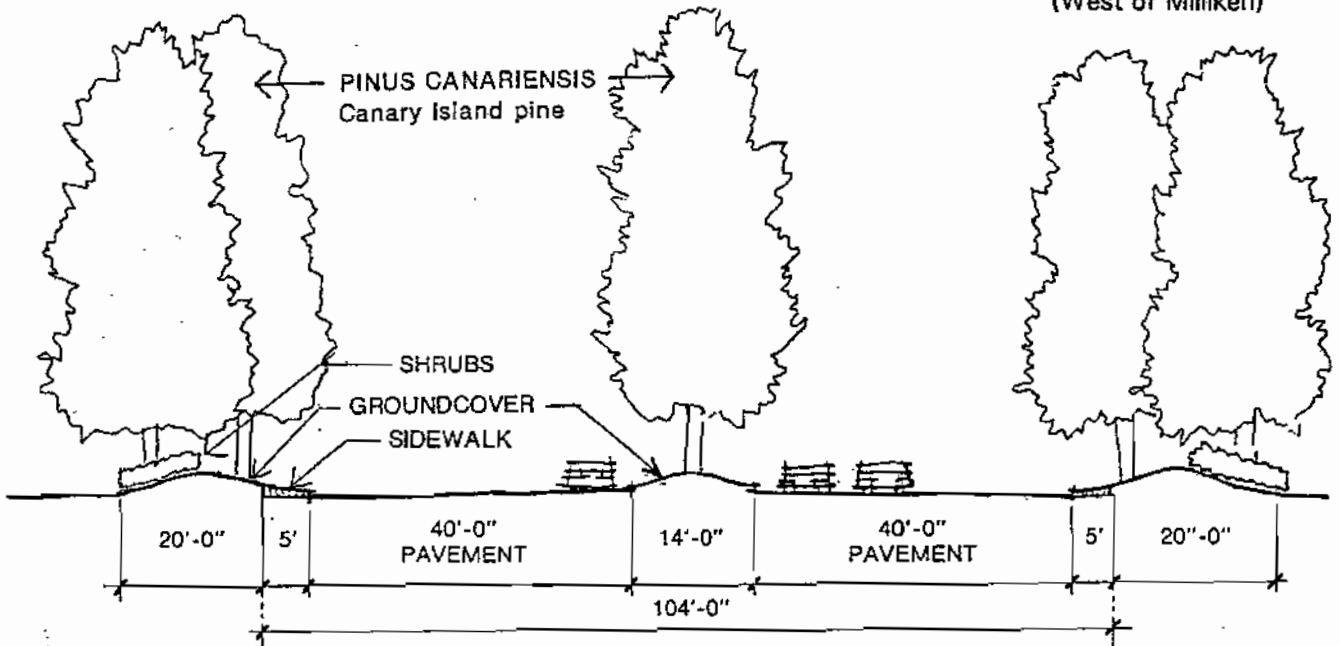 (West of Milliken)
PINUS CANARIENSIS
Canary Island pine
SHRUBS
GROUNDCOVER
SIDEWALK
20'-0"
5'
40'-0"
PAVEMENT
14'-0"
40'-0"
PAVEMENT
5'
20"-0"
104'-0"